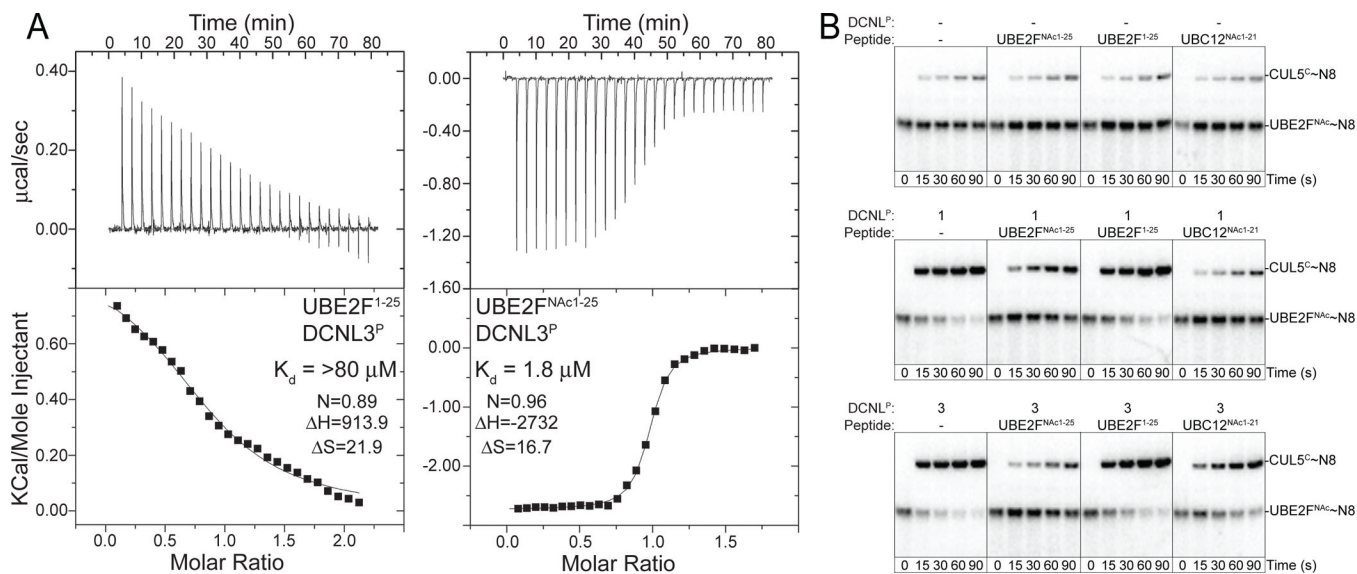 A
Time (min)
0 10 20 30 40 50 60 70 80 90
0.40
0.20
0.00
µcal/sec
0.60
0.40
0.20
0.00
KCal/Mole Injectant
UBE2F1-25
DCNL3P
Kd = >80 µM
N=0.89
ΔH=913.9
ΔS=21.9
0.0 0.5 1.0 1.5 2.0
Molar Ratio
Time (min)
0 10 20 30 40 50 60 70 80 90
0.00
-0.40
-0.80
-1.20
-1.60
0.00
-1.00
-2.00
UBE2FNAc1-25
DCNL3P
Kd = 1.8 µM
N=0.96
ΔH=-2732
ΔS=16.7
0.0 0.5 1.0 1.5
Molar Ratio
B
DCNLP: - - - -
Peptide: - UBE2FNAc1-25 UBE2F1-25 UBC12NAc1-21
-CUL5C~N8
-UBE2FNAc~N8
0 15 30 60 90 0 15 30 60 90 0 15 30 60 90 0 15 30 60 90 Time (s)
DCNLP: 1 1 1 1
Peptide: - UBE2FNAc1-25 UBE2F1-25 UBC12NAc1-21
-CUL5C~N8
-UBE2FNAc~N8
0 15 30 60 90 0 15 30 60 90 0 15 30 60 90 0 15 30 60 90 Time (s)
DCNLP: 3 3 3 3
Peptide: - UBE2FNAc1-25 UBE2F1-25 UBC12NAc1-21
-CUL5C~N8
-UBE2FNAc~N8
0 15 30 60 90 0 15 30 60 90 0 15 30 60 90 0 15 30 60 90 Time (s)